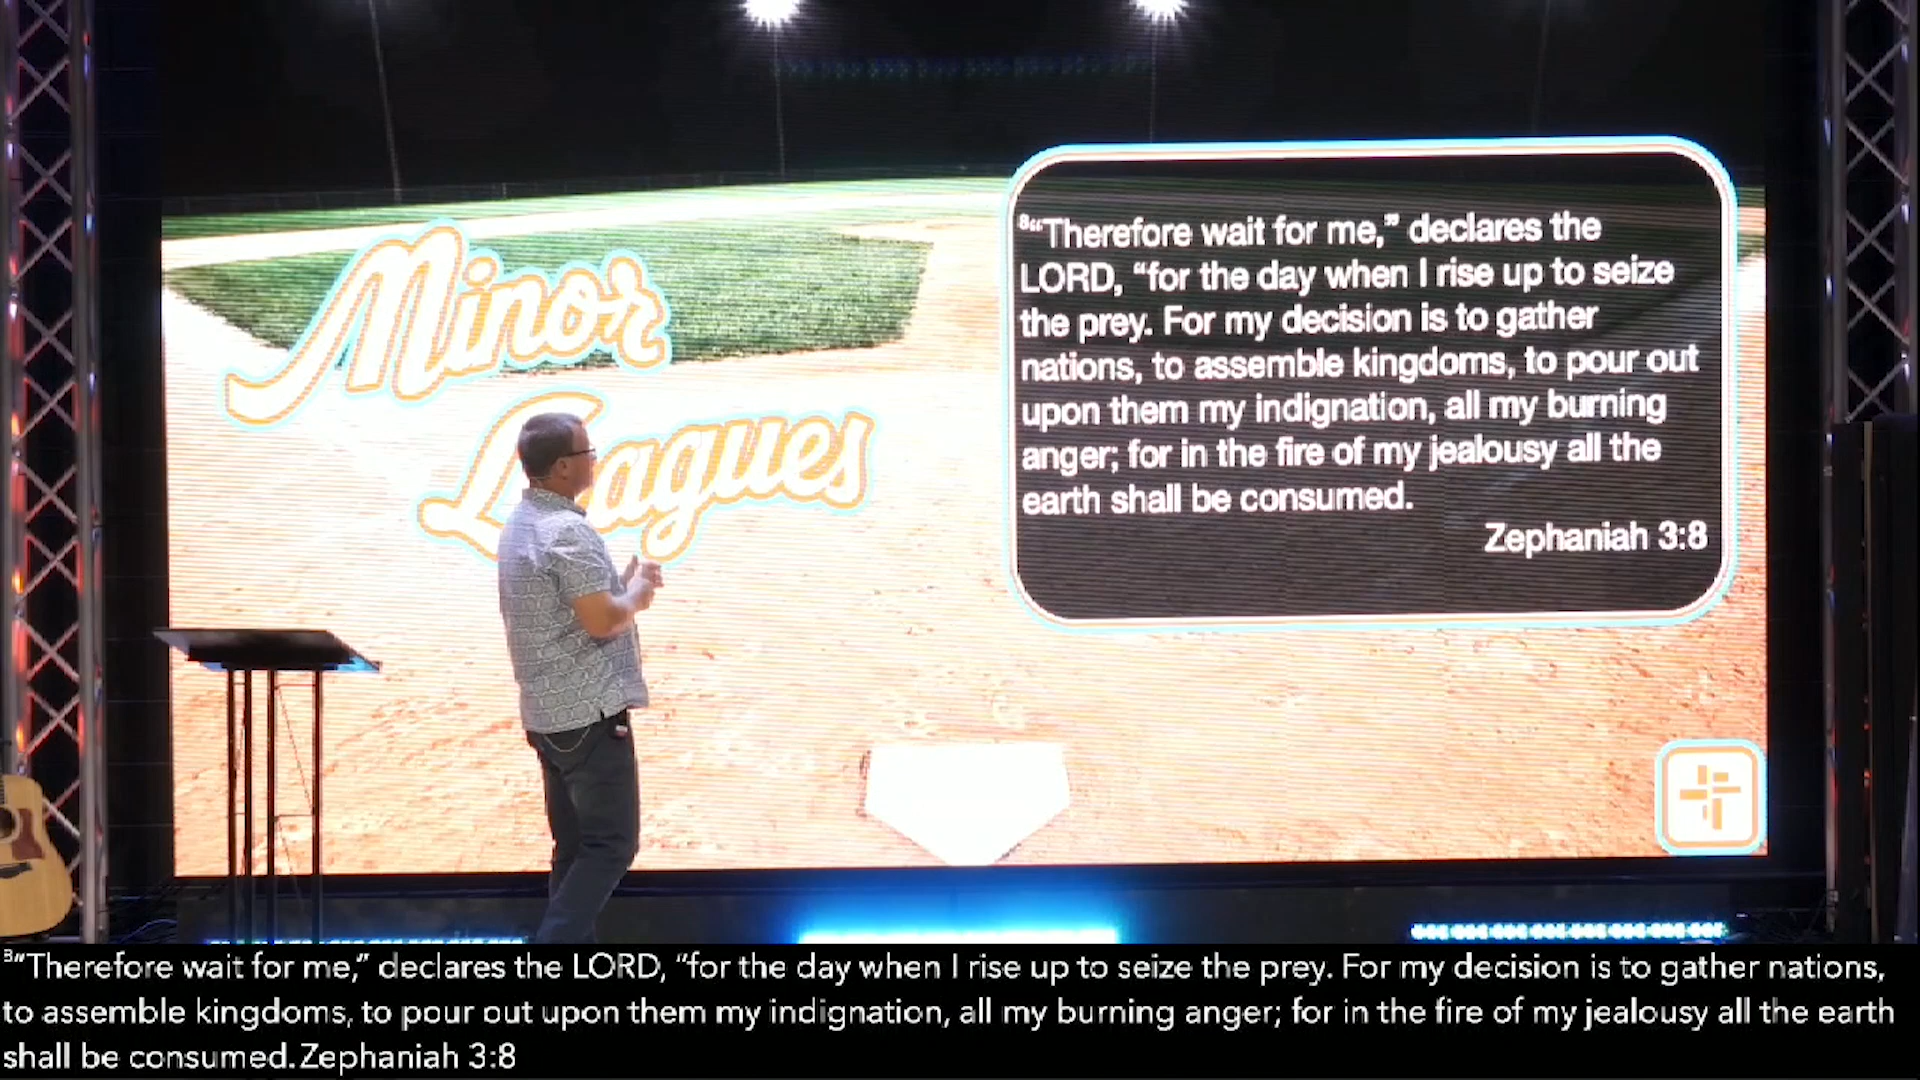 Minor
Leagues
⁸“Therefore wait for me,” declares the
LORD, “for the day when I rise up to seize
the prey. For my decision is to gather
nations, to assemble kingdoms, to pour out
upon them my indignation, all my burning
anger; for in the fire of my jealousy all the
earth shall be consumed.
Zephaniah 3:8
⁸“Therefore wait for me,” declares the LORD, “for the day when I rise up to seize the prey. For my decision is to gather nations,
to assemble kingdoms, to pour out upon them my indignation, all my burning anger; for in the fire of my jealousy all the earth
shall be consumed.Zephaniah 3:8